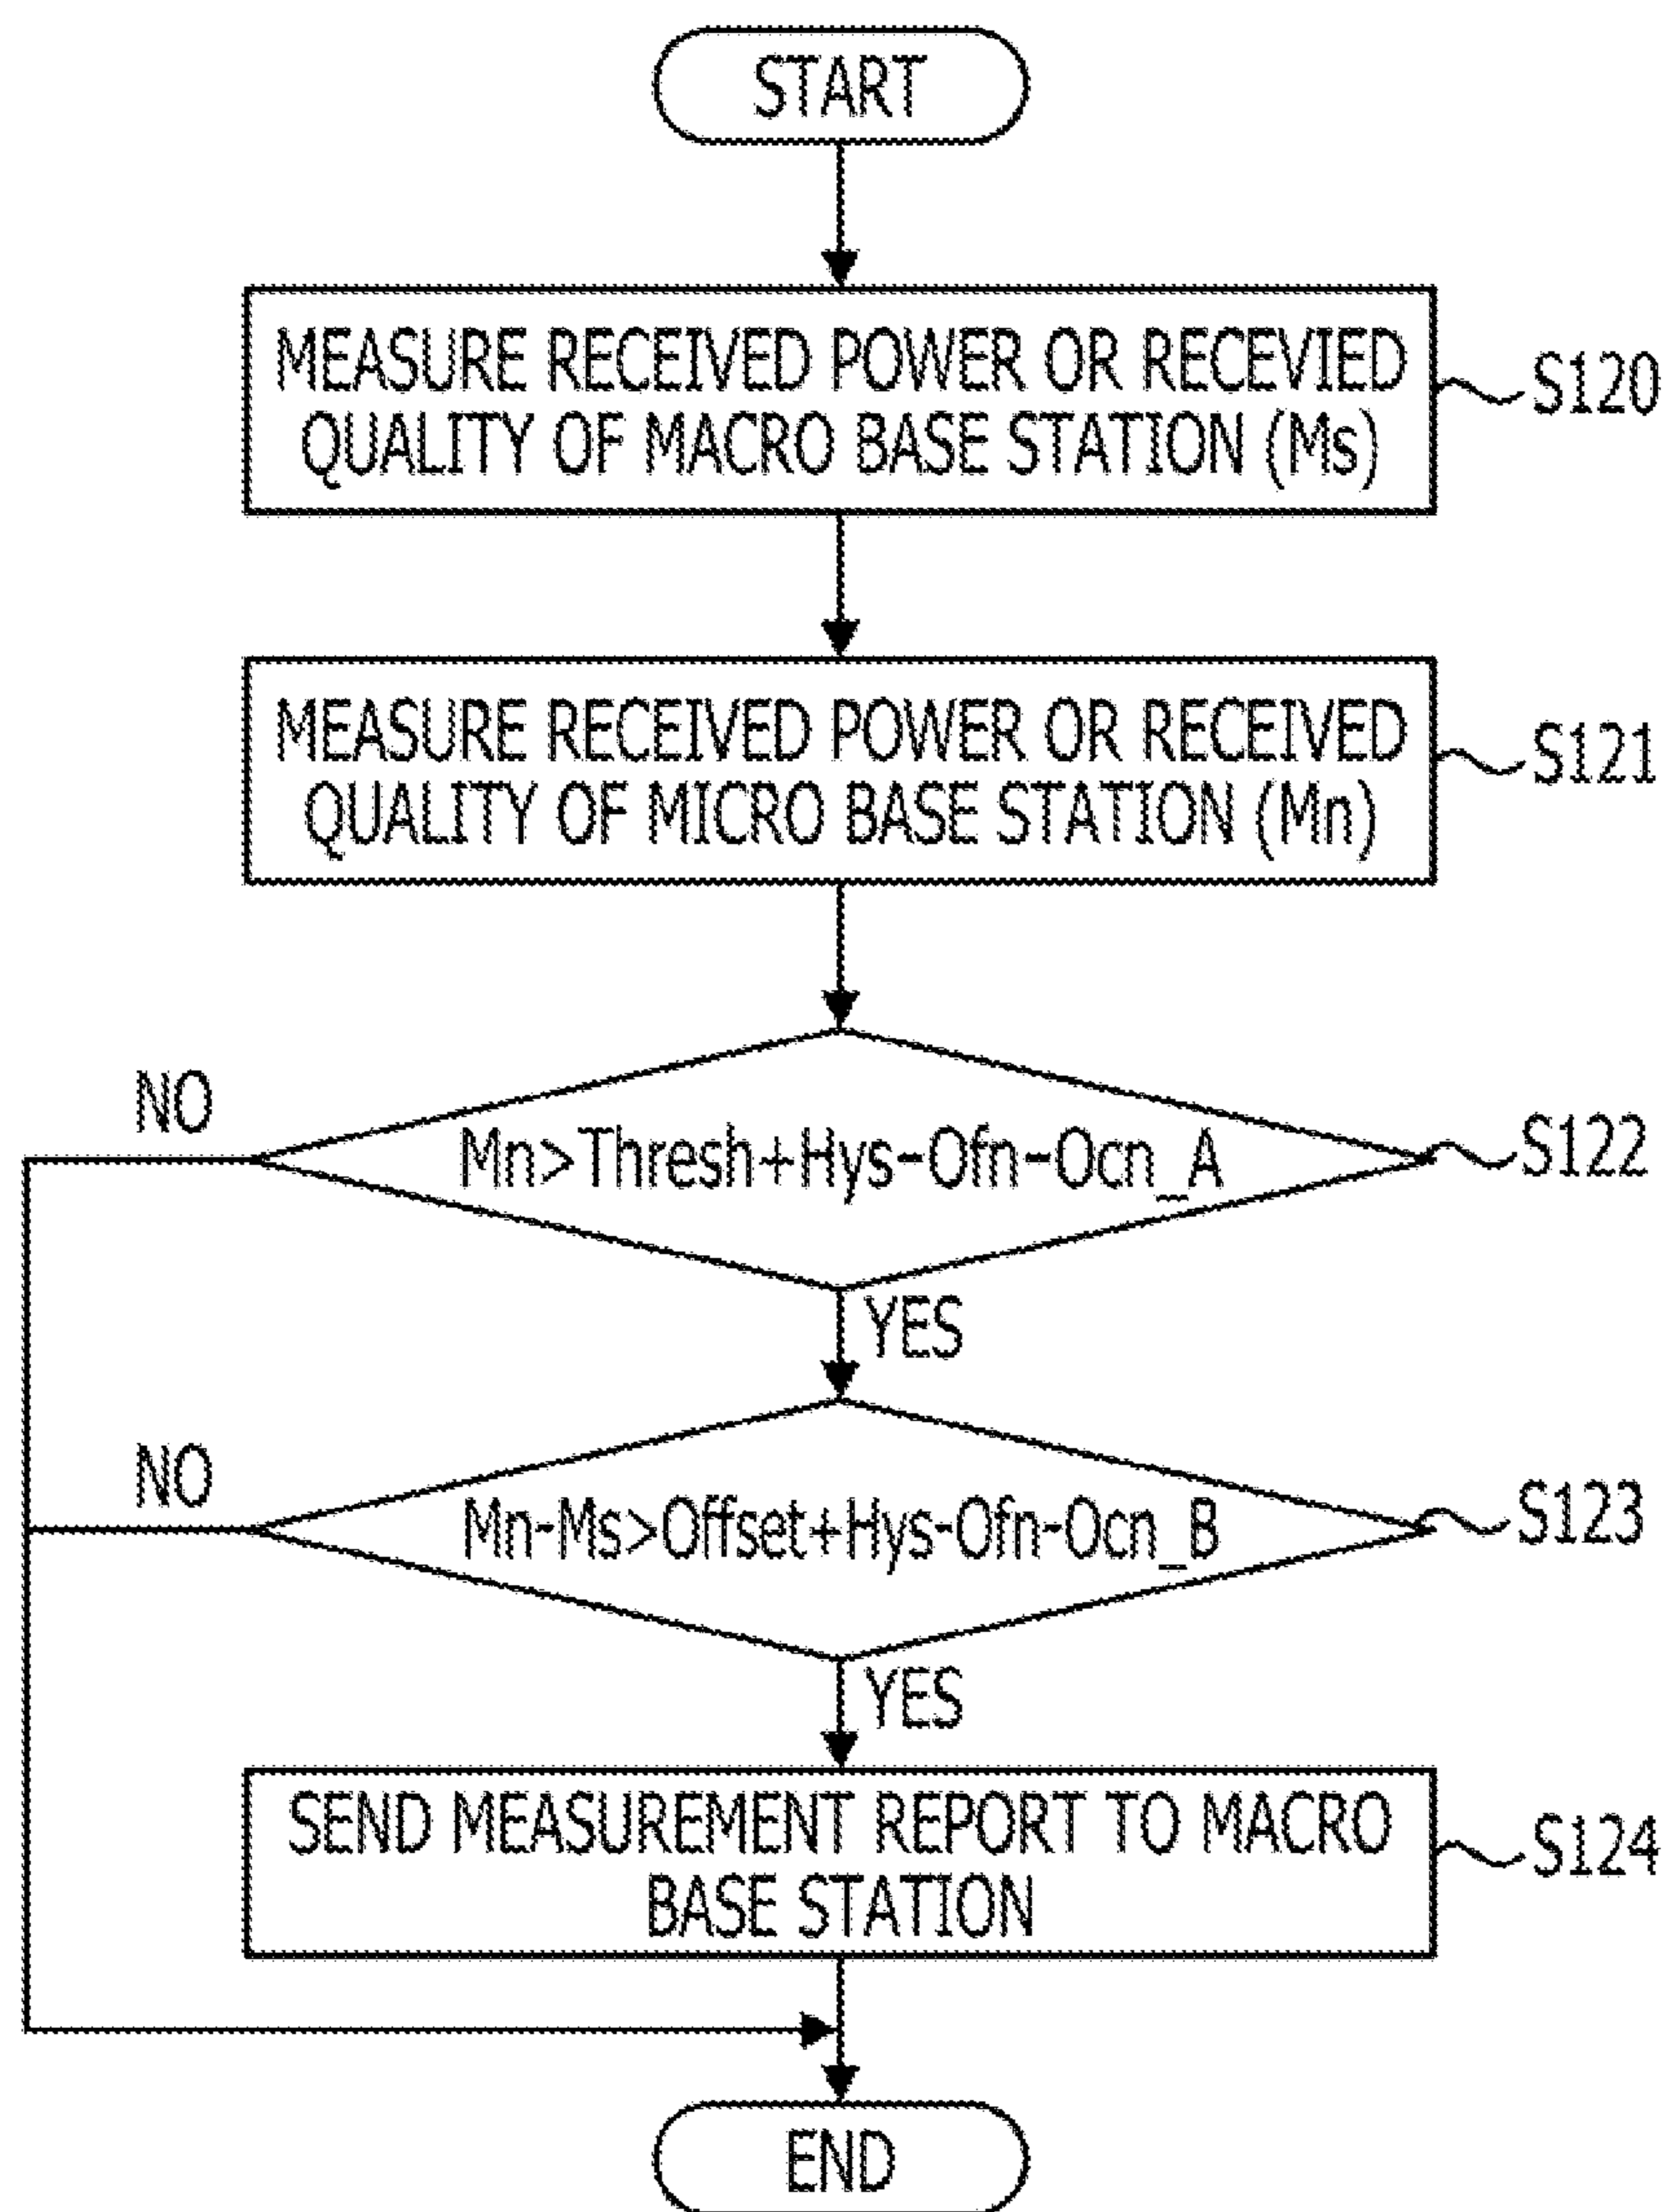 START
MEASURE RECEIVED POWER OR RECEVIED
QUALITY OF MACRO BASE STATION (Ms)
S120
MEASURE RECEIVED POWER OR RECEIVED
QUALITY OF MICRO BASE STATION (Mn)
S121
NO
Mn>Thresh+Hys-Ofn-Ocn_A
S122
YES
NO
Mn-Ms>Offset+Hys-Ofn-Ocn_B
S123
YES
SEND MEASUREMENT REPORT TO MACRO
BASE STATION
S124
END